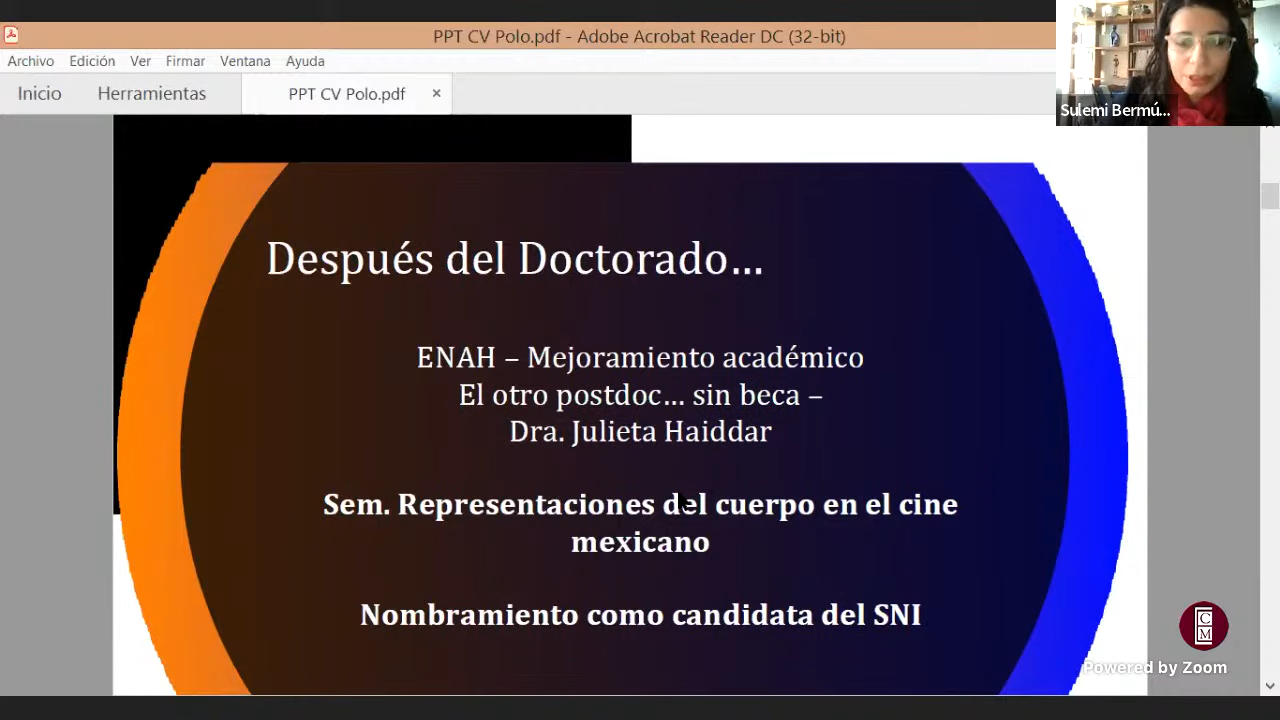 PPT CV Polo.pdf - Adobe Acrobat Reader DC (32-bit)
Archivo Edición Ver Firmar Ventana Ayuda
Inicio Herramientas PPT CV Polo.pdf ×
Sulemi Bermú...
Después del Doctorado...
ENAH – Mejoramiento académico
El otro postdoc... sin beca –
Dra. Julieta Haiddar
Sem. Representaciones del cuerpo en el cine
mexicano
Nombramiento como candidata del SNI
C
M
Powered by Zoom